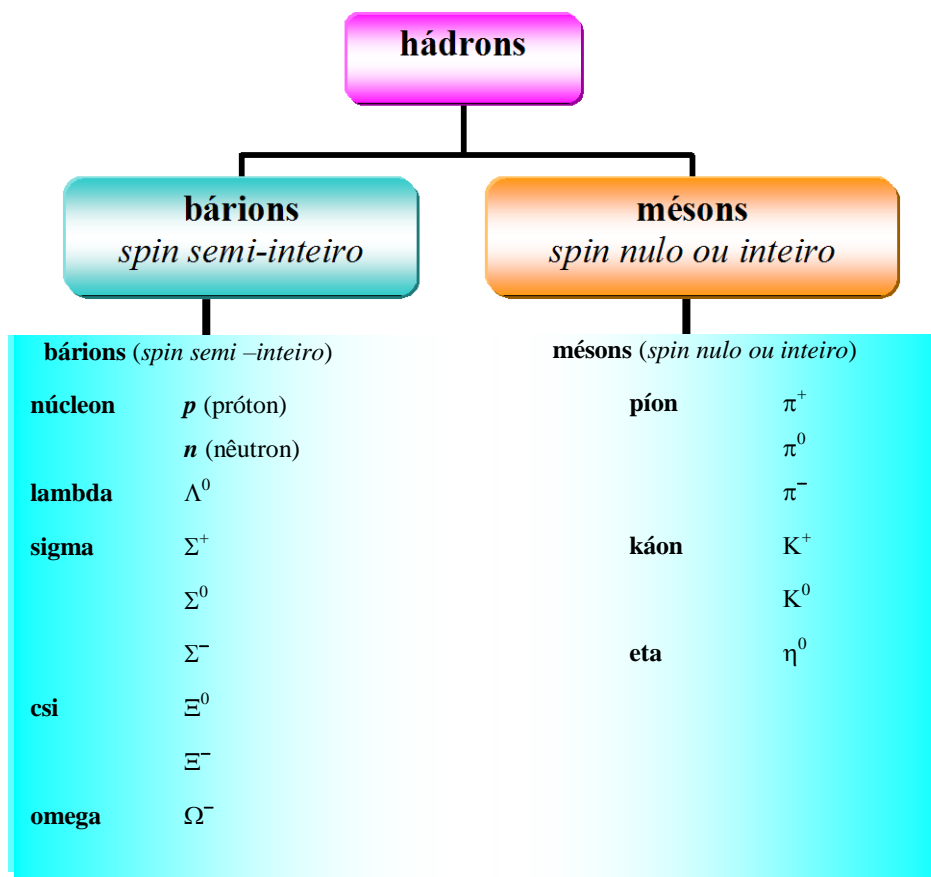 hádrons
bárions
spin semi-inteiro
mésons
spin nulo ou inteiro
bárions (spin semi –inteiro)
núcleon p (próton)
n (nêutron)
lambda Λ⁰
sigma Σ⁺
Σ⁰
Σ⁻
csi Ξ⁰
Ξ⁻
omega Ω⁻
mésons (spin nulo ou inteiro)
píon π⁺
π⁰
π⁻
káon K⁺
K⁰
eta η⁰